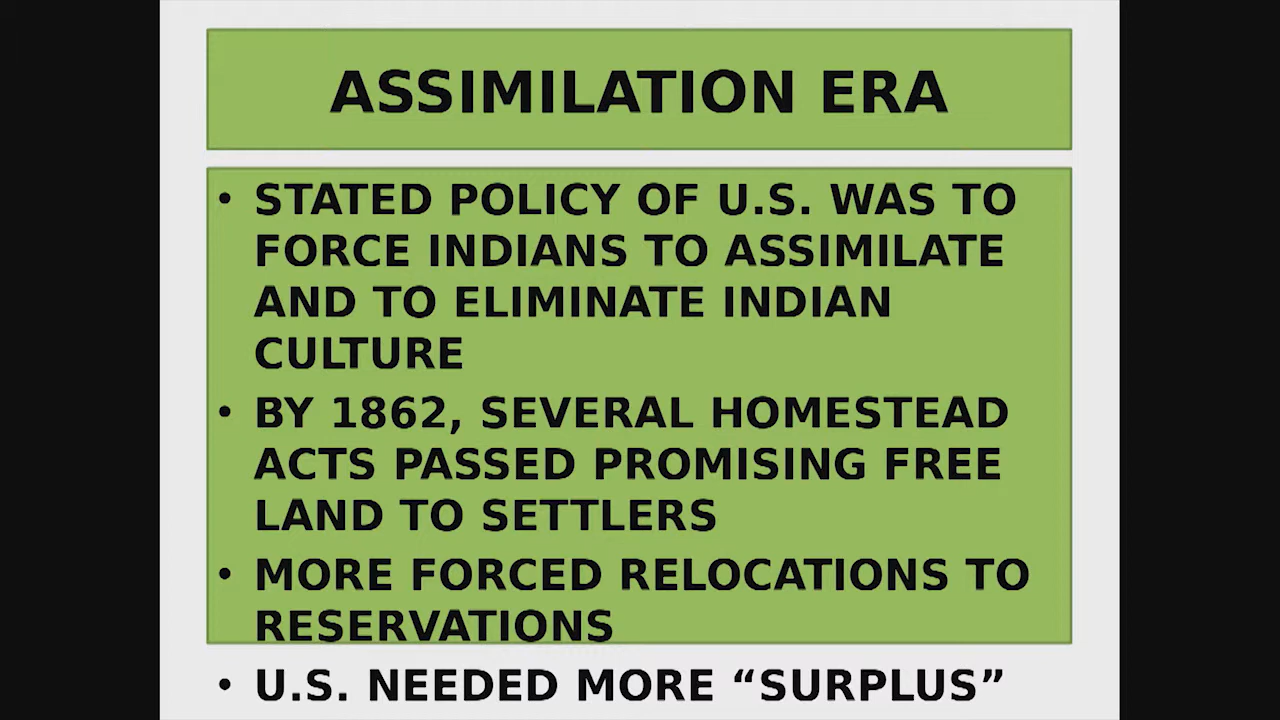 ASSIMILATION ERA
• STATED POLICY OF U.S. WAS TO
FORCE INDIANS TO ASSIMILATE
AND TO ELIMINATE INDIAN
CULTURE
• BY 1862, SEVERAL HOMESTEAD
ACTS PASSED PROMISING FREE
LAND TO SETTLERS
• MORE FORCED RELOCATIONS TO
RESERVATIONS
• U.S. NEEDED MORE “SURPLUS”